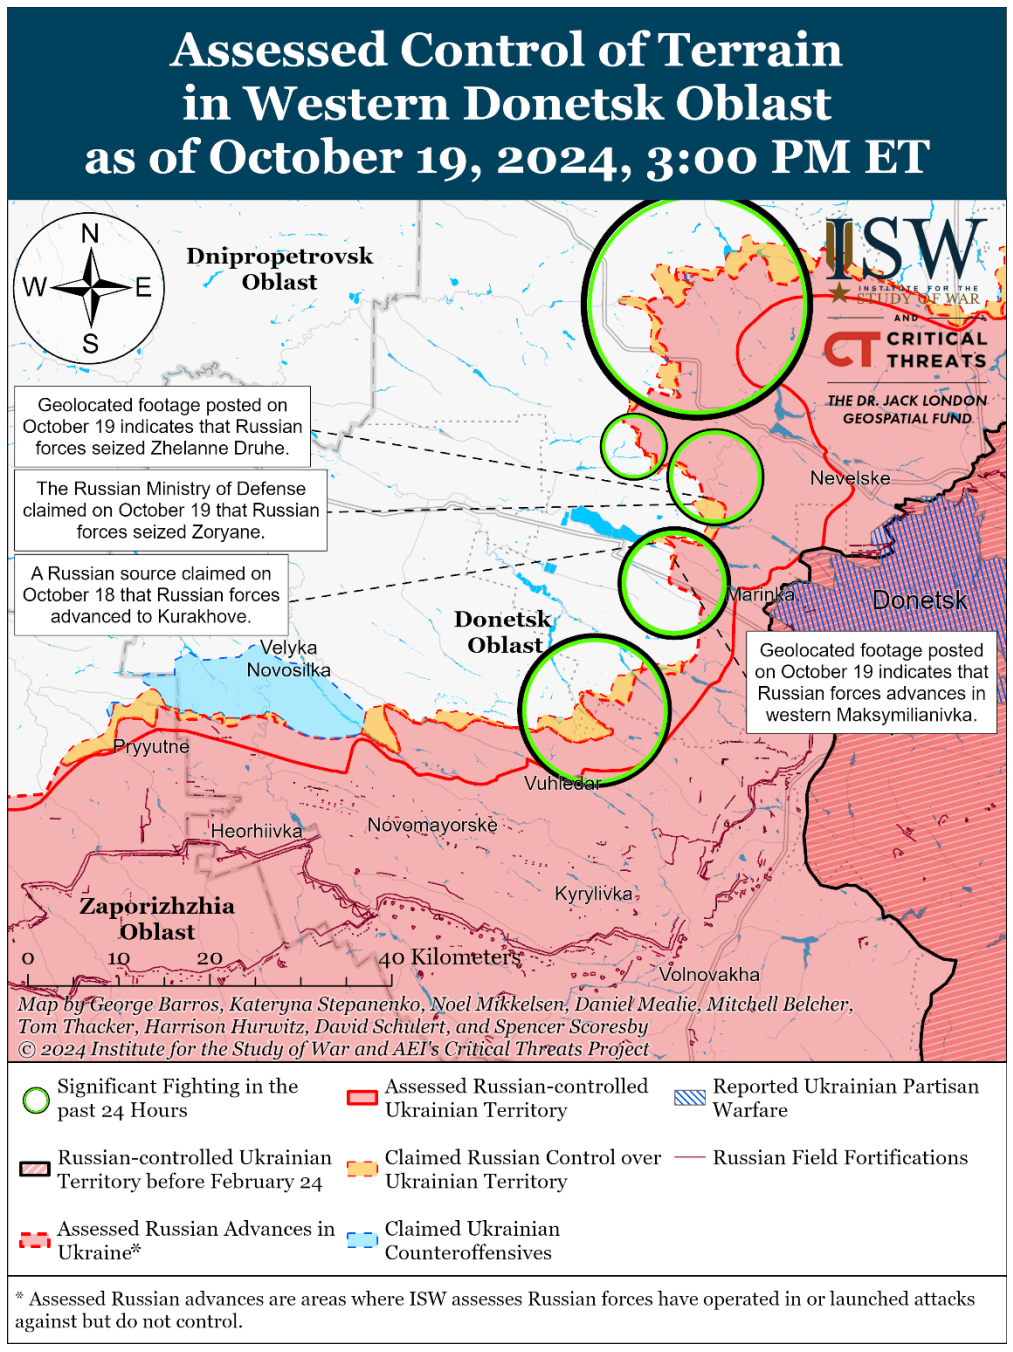 Assessed Control of Terrain
in Western Donetsk Oblast
as of October 19, 2024, 3:00 PM ET
N
W
E
S
Dnipropetrovsk
Oblast
ISW
INSTITUTE FOR THE
STUDY OF WAR
AND
CT CRITICAL
THREATS
THE DR. JACK LONDON
GEOSPATIAL FUND
Geolocated footage posted on
October 19 indicates that Russian
forces seized Zhelanne Druhe.
The Russian Ministry of Defense
claimed on October 19 that Russian
forces seized Zoryane.
A Russian source claimed on
October 18 that Russian forces
advanced to Kurakhove.
Nevelske
Marinka
Donetsk
Donetsk
Oblast
Velyka
Novosilka
Geolocated footage posted
on October 19 indicates that
Russian forces advances in
western Maksymilianivka.
Pryyutne
Vuhledar
Heorhiivka
Novomayorske
Kyrylivka
Zaporizhzhia
Oblast
Volnovakha
0 10 20 40 Kilometers
Map by George Barros, Kateryna Stepanenko, Noel Mikkelsen, Daniel Mealie, Mitchell Belcher,
Tom Thacker, Harrison Hurwitz, David Schulert, and Spencer Scoresby
© 2024 Institute for the Study of War and AEI's Critical Threats Project
Significant Fighting in the
past 24 Hours
Assessed Russian-controlled
Ukrainian Territory
Reported Ukrainian Partisan
Warfare
Russian-controlled Ukrainian
Territory before February 24
Claimed Russian Control over
Ukrainian Territory
Russian Field Fortifications
Assessed Russian Advances in
Ukraine*
Claimed Ukrainian
Counteroffensives
* Assessed Russian advances are areas where ISW assesses Russian forces have operated in or launched attacks
against but do not control.